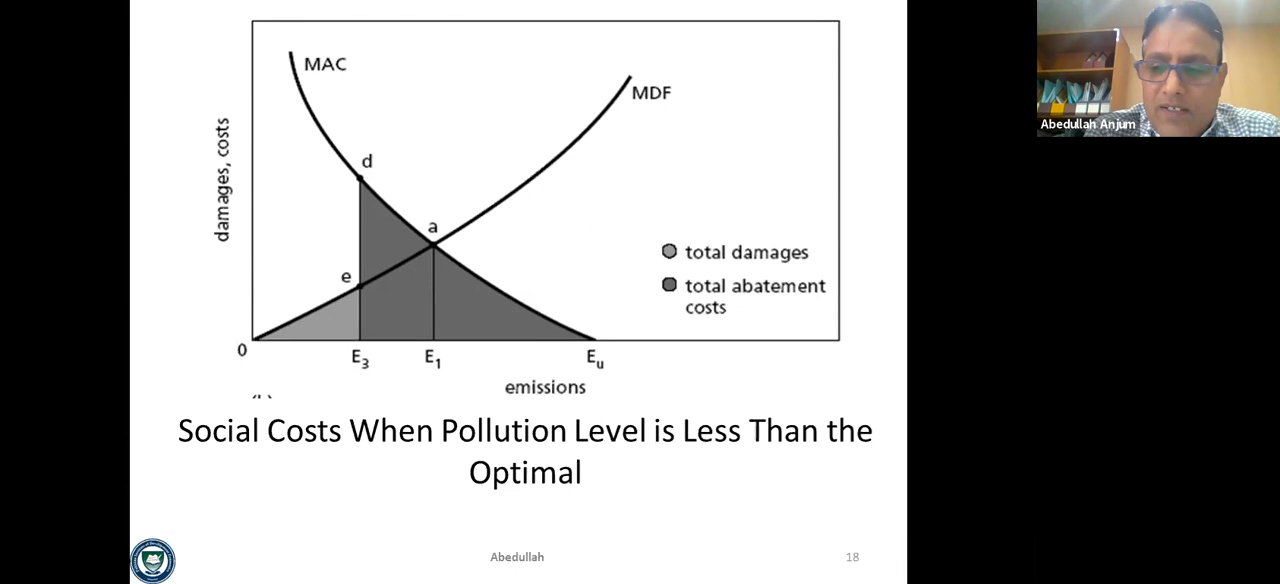 MAC
MDF
d
a
e
damages, costs
total damages
total abatement
costs
0
E3
E1
Eu
emissions
Social Costs When Pollution Level is Less Than the
Optimal
Abedullah
18
Abedullah Anjum